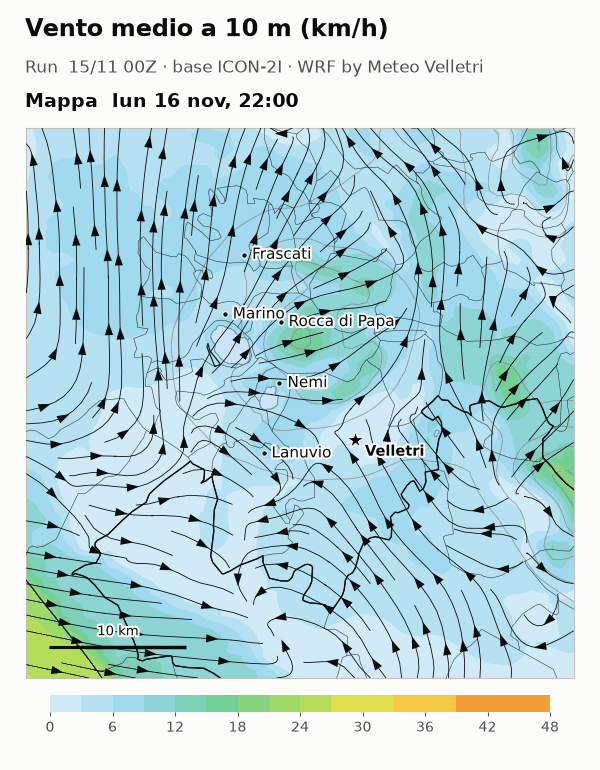 Vento medio a 10 m (km/h)
Run  15/11 00Z · base ICON-2I · WRF by Meteo Velletri
Mappa  lun 16 nov, 22:00
Frascati
Marino
Rocca di Papa
Nemi
Velletri
Lanuvio
10 km
0 6 12 18 24 30 36 42 48